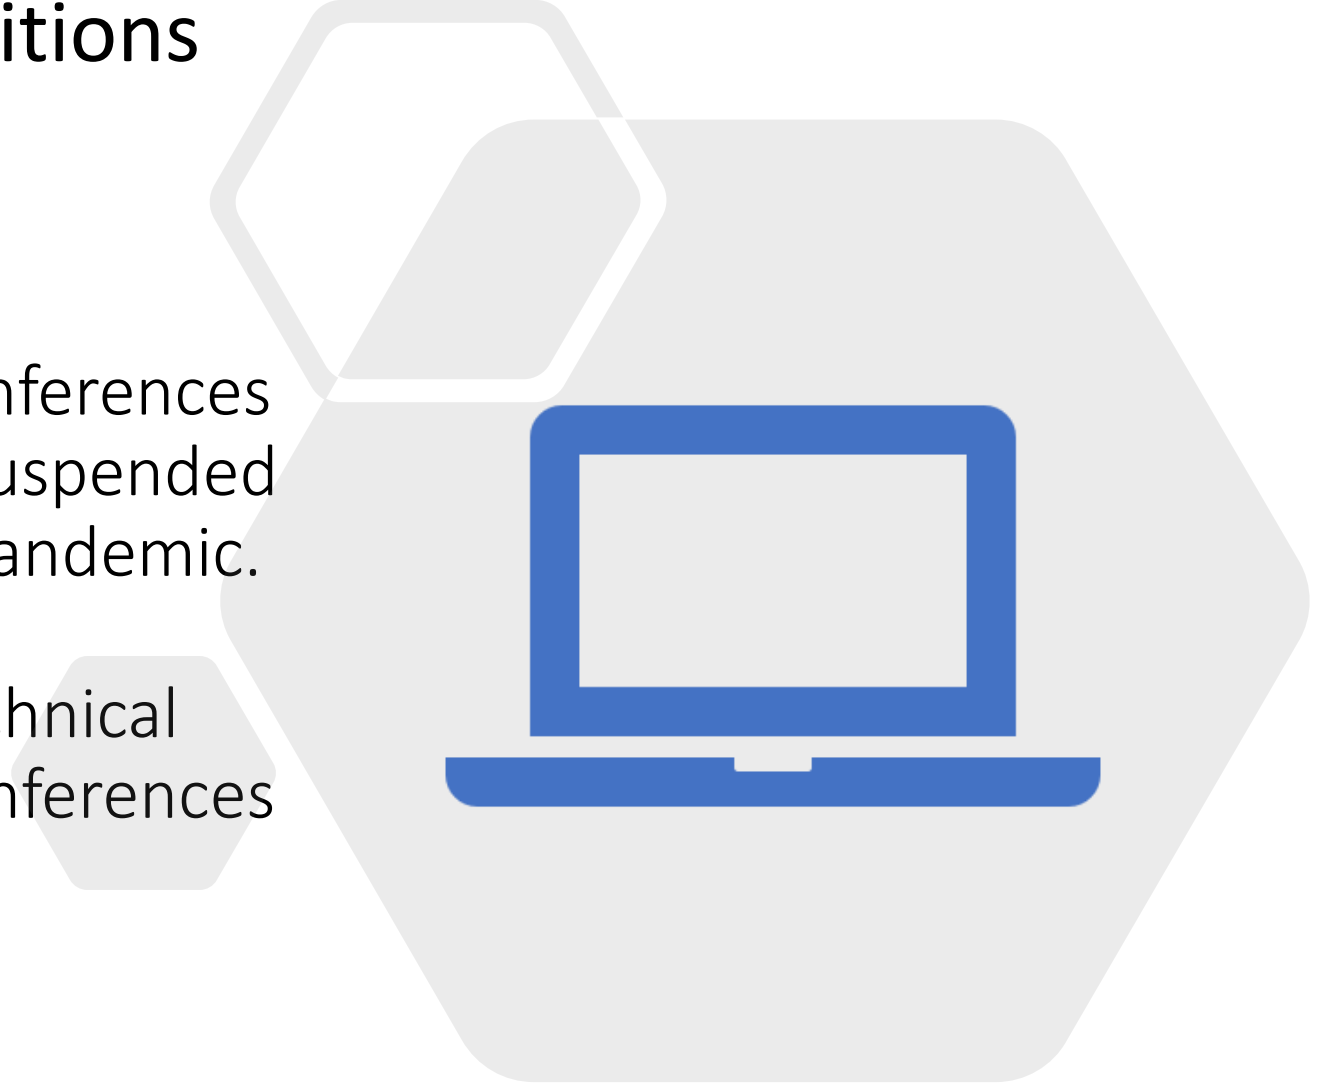 itions
nferences
uspended
andemic.
hnical
nferences